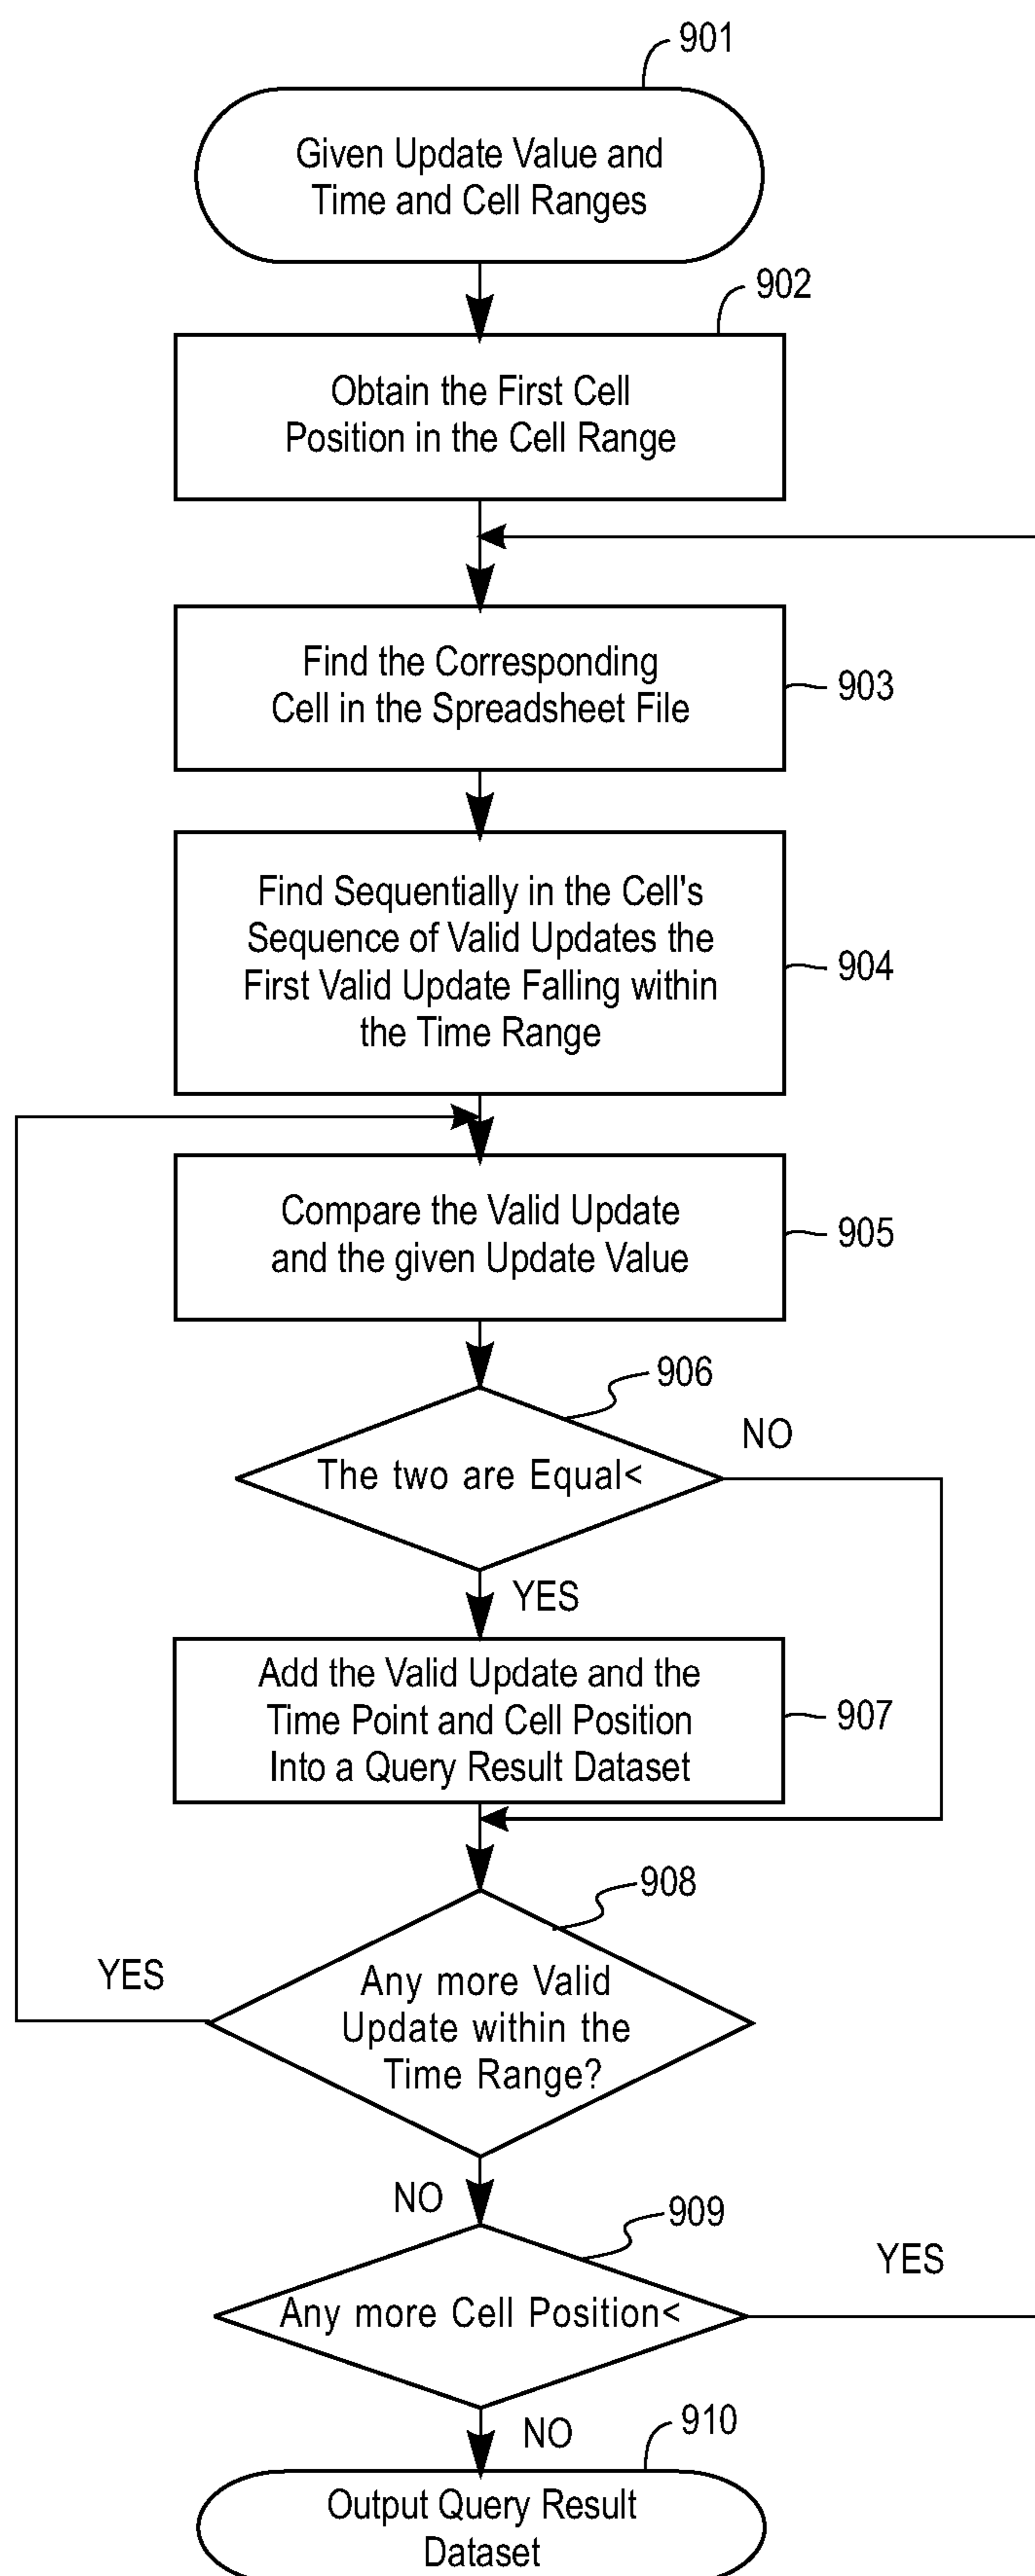 901
Given Update Value and
Time and Cell Ranges
902
Obtain the First Cell
Position in the Cell Range
Find the Corresponding
Cell in the Spreadsheet File
903
Find Sequentially in the Cell's
Sequence of Valid Updates the
First Valid Update Falling within
the Time Range
904
Compare the Valid Update
and the given Update Value
905
906
NO
The two are Equal<
YES
Add the Valid Update and the
Time Point and Cell Position
Into a Query Result Dataset
907
908
YES
Any more Valid
Update within the
Time Range?
NO
909
YES
Any more Cell Position<
NO
910
Output Query Result
Dataset